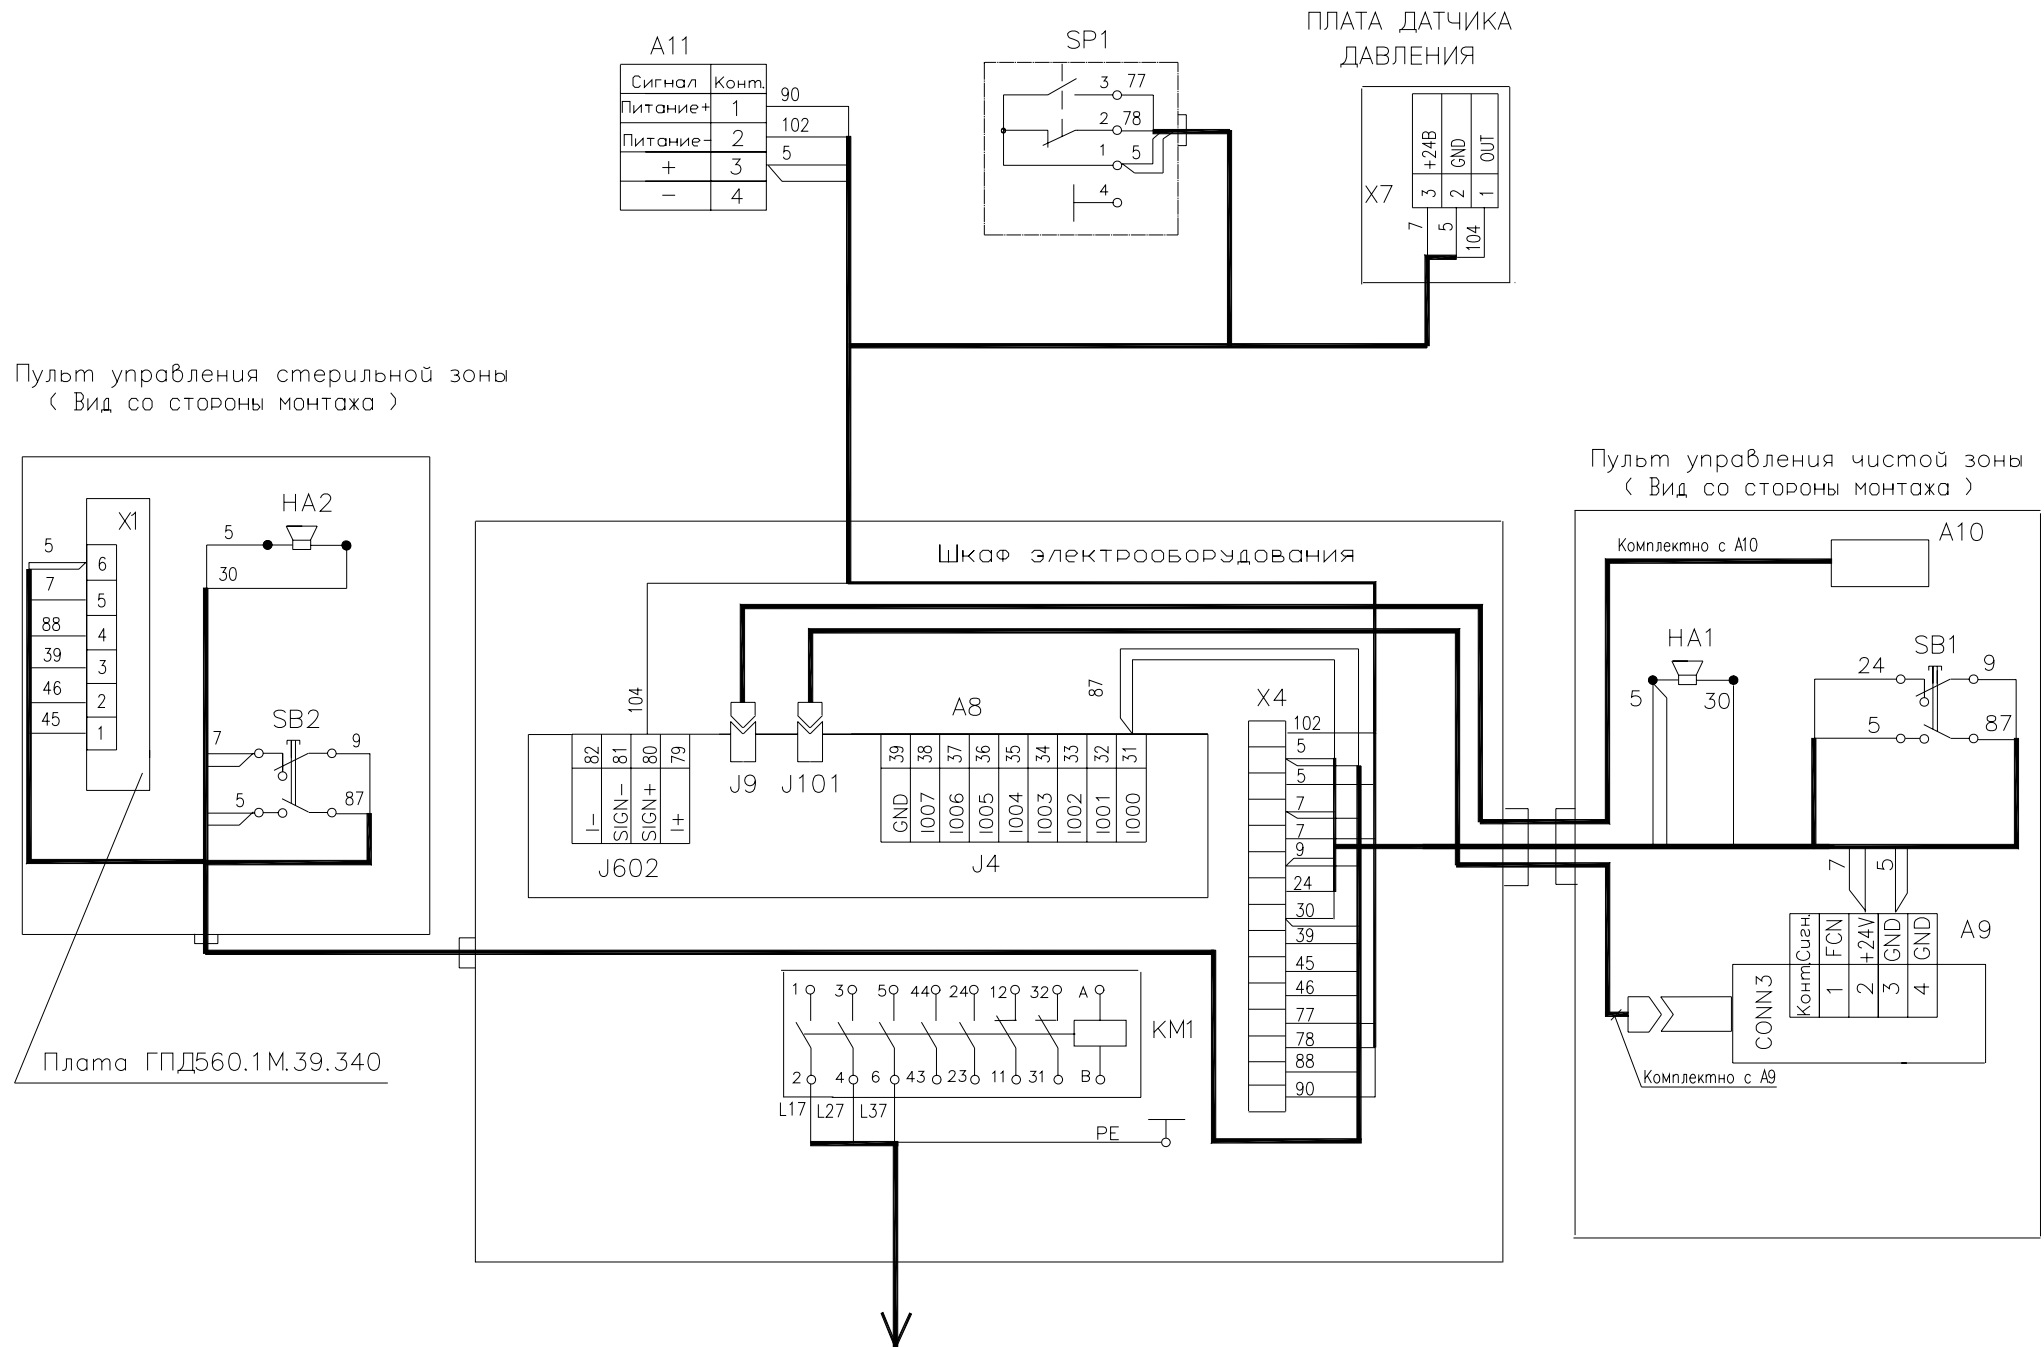 A11
Сигнал Конт.
Питание+ 1
Питание- 2
+ 3
- 4
90
102
5
SP1
3 77
2 78
1 5
4
ПЛАТА ДАТЧИКА
ДАВЛЕНИЯ
X7
+24В GND OUT
3 2 1
7 5 104
Пульт управления стерильной зоны
( Вид со стороны монтажа )
X1
5 6
7 5
88 4
39 3
46 2
45 1
HA2
5
30
SB2
7 9
5 87
Плата ГПД560.1М.39.340
Шкаф электрооборудования
104
82 81 80 79
I- SIGN- SIGN+ I+
J602
J9 J101
A8
87
39 38 37 36 35 34 33 32 31
GND I007 I006 I005 I004 I003 I002 I001 I000
J4
X4
102
5
5
7
7
9
24
30
39
45
46
77
78
88
90
1 3 5 44 24 12 32 A
KM1
2 4 6 43 23 11 31 B
L17 L27 L37
PE
Пульт управления чистой зоны
( Вид со стороны монтажа )
Комплектно с А10
A10
HA1
5 30
SB1
24 9
5 87
7 5
A9
Сигн. FCN +24V GND GND
Конт. 1 2 3 4
CONN3
Комплектно с А9